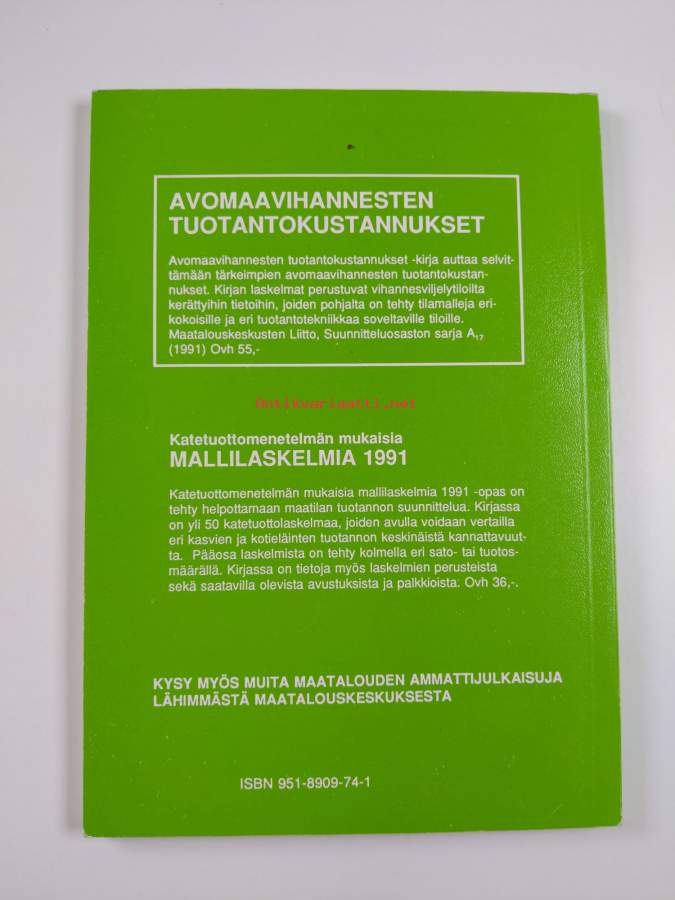 AVOMAAVIHANNESTEN
TUOTANTOKUSTANNUKSET
Avomaavihannesten tuotantokustannukset -kirja auttaa selvit-
tämään tärkeimpien avomaavihannesten tuotantokustan-
nukset. Kirjan laskelmat perustuvat vihannesviljelytiloilta
kerättyihin tietoihin, joiden pohjalta on tehty tilamalleja eri-
kokoisille ja eri tuotantotekniikkaa soveltaville tiloille.
Maatalouskeskusten Liitto, Suunnitteluosaston sarja A17
(1991) Ovh 55,-
Antikvariaatti.net
Katetuottomenetelmän mukaisia
MALLILASKELMIA 1991
Katetuottomenetelmän mukaisia mallilaskelmia 1991 -opas on
tehty helpottamaan maatilan tuotannon suunnittelua. Kirjassa
on yli 50 katetuottolaskelmaa, joiden avulla voidaan vertailla
eri kasvien ja kotieläinten tuotannon keskinäistä kannattavuut-
ta. Pääosa laskelmista on tehty kolmella eri sato- tai tuotos-
määrällä. Kirjassa on tietoja myös laskelmien perusteista
sekä saatavilla olevista avustuksista ja palkkioista. Ovh 36,-.
KYSY MYÖS MUITA MAATALOUDEN AMMATTIJULKAISUJA
LÄHIMMÄSTÄ MAATALOUSKESKUKSESTA
ISBN 951-8909-74-1